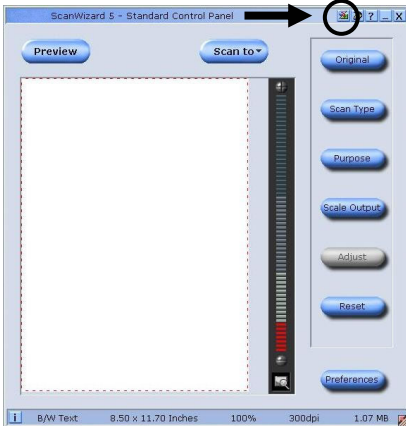 ScanWizard 5 - Standard Control Panel
? _ X
Preview
Scan to
Original
Scan Type
Purpose
Scale Output
Adjust
Reset
Preferences
i B/W Text 8.50 x 11.70 Inches 100% 300dpi 1.07 MB